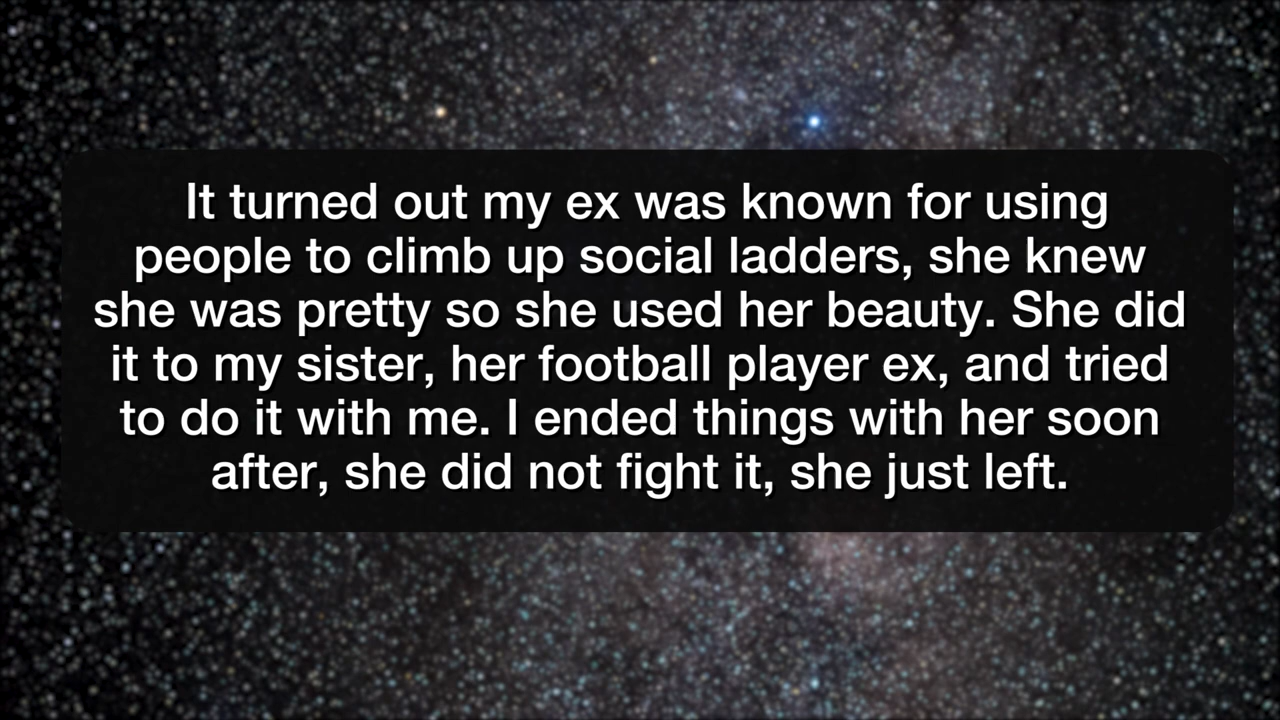 It turned out my ex was known for using
people to climb up social ladders, she knew
she was pretty so she used her beauty. She did
it to my sister, her football player ex, and tried
to do it with me. I ended things with her soon
after, she did not fight it, she just left.